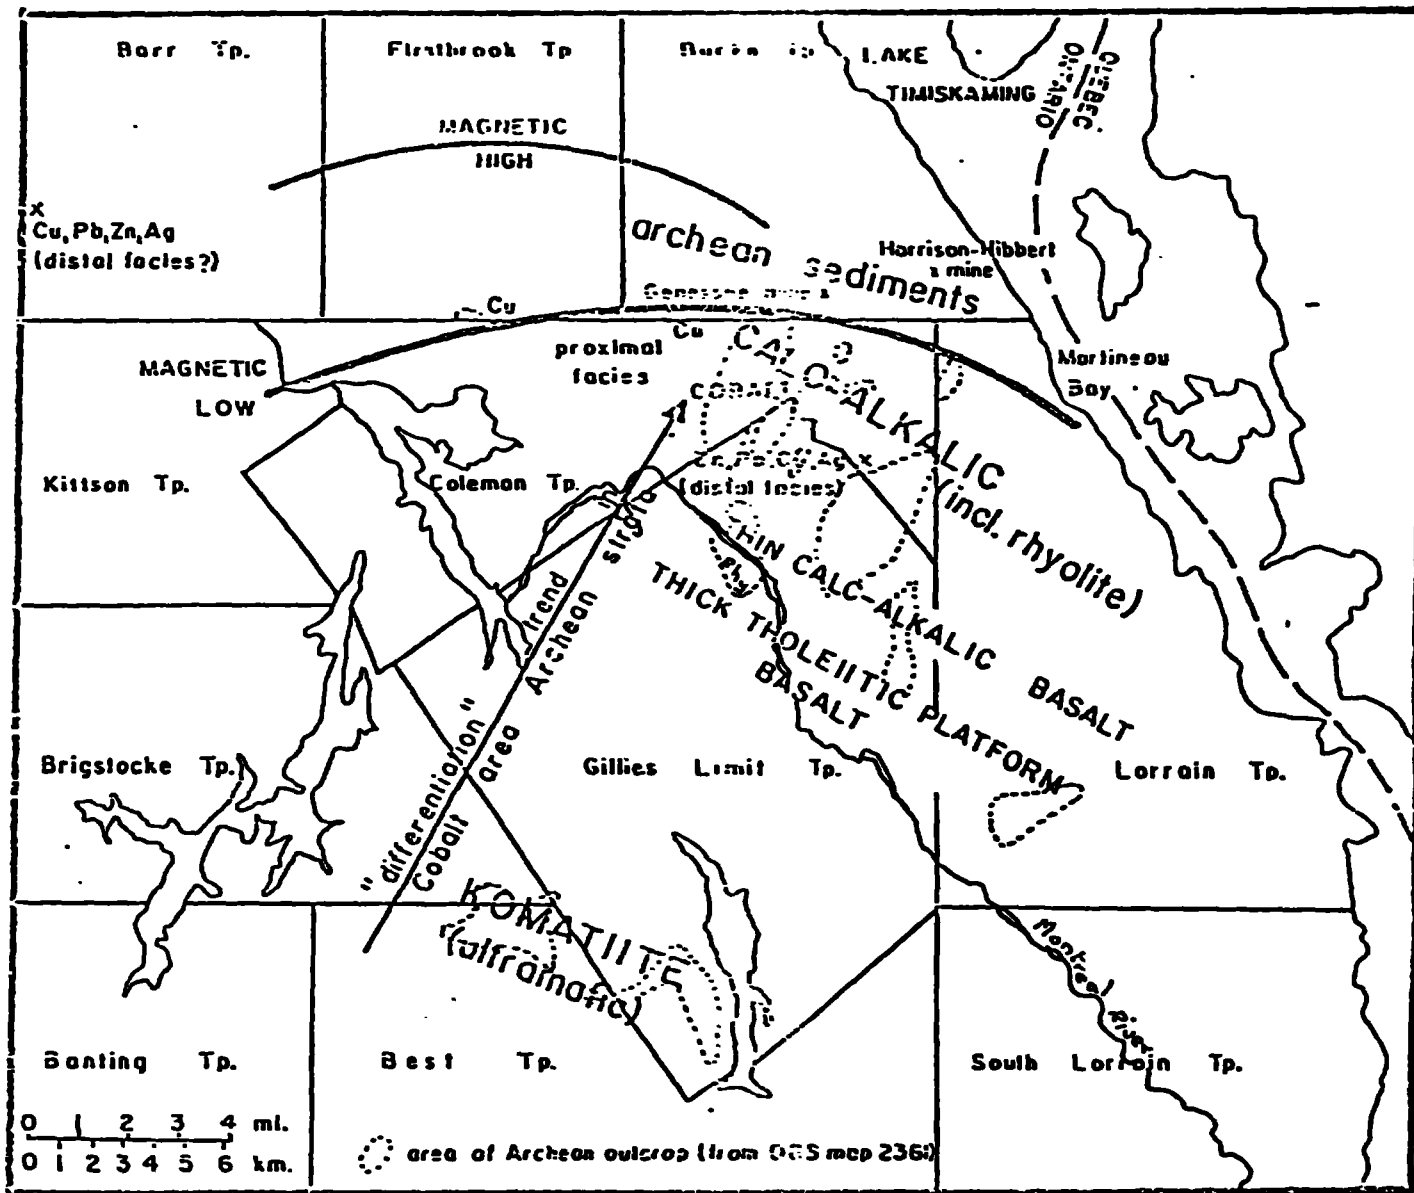 Barr Tp.
Firstbrook Tp
LAKE
TIMISKAMING
QUEBEC
ONTARIO
MAGNETIC
HIGH
x
Cu, Pb, Zn, Ag
(distal facies?)
archean sediments
Harrison-Hibbert
x mine
Cu
Cu
proximal
facies
MAGNETIC
LOW
COBALT
CALC-ALKALIC
(incl. rhyolite)
Martineau
Bay
Kittson Tp.
Coleman Tp.
(distal facies)
THIN CALC-ALKALIC BASALT
Rhy
THICK THOLEIITIC PLATFORM
BASALT
"differentiation" trend
Cobalt area Archean strata
Brigstocke Tp.
Gillies Limit Tp.
Lorrain Tp.
KOMATIITE
(ultramafic)
Montreal River
Banting Tp.
Best Tp.
South Lorrain Tp.
0 1 2 3 4 mi.
0 1 2 3 4 5 6 km.
area of Archean outcrop (from map